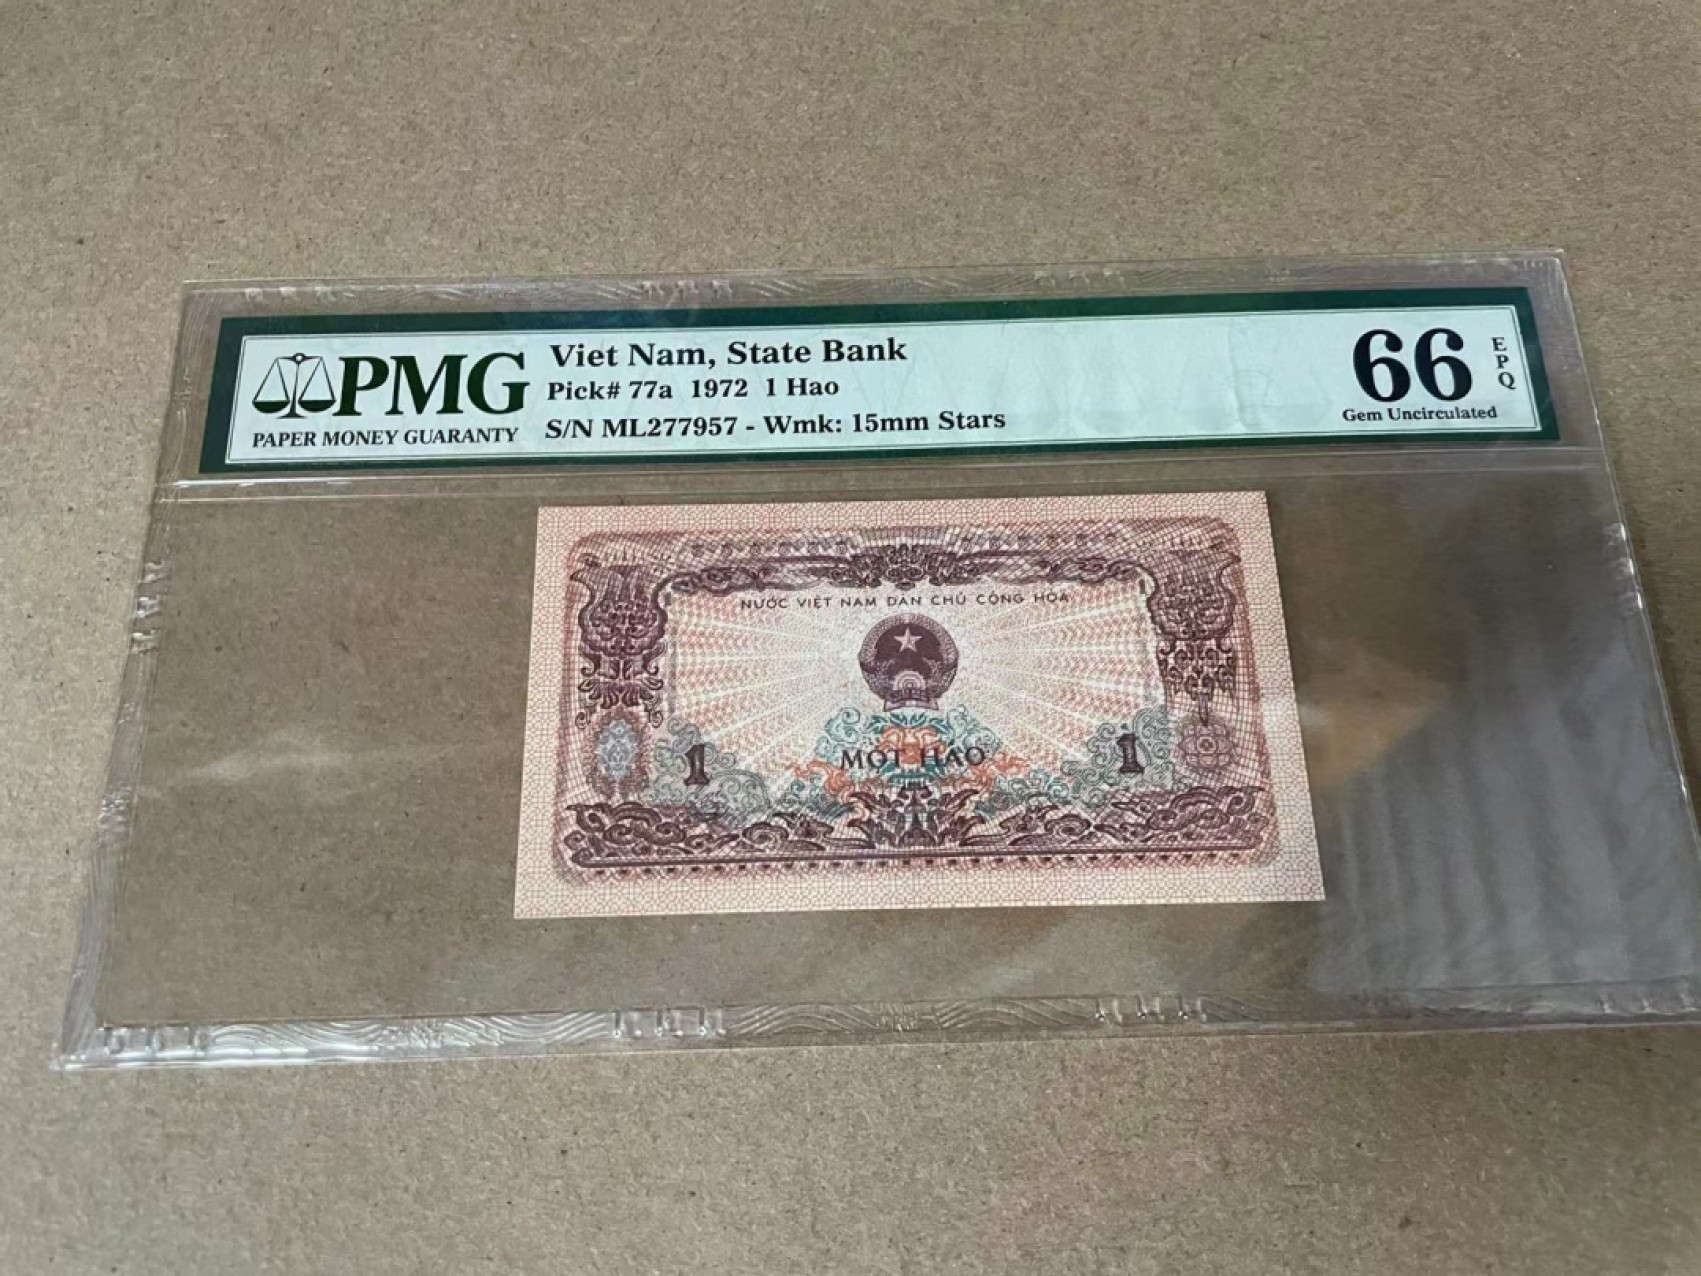 PMG
PAPER MONEY GUARANTY
Viet Nam, State Bank
Pick# 77a 1972 1 Hao
S/N ML277957 - Wmk: 15mm Stars
66
EPQ
Gem Uncirculated
NƯỚC VIỆT NAM DÂN CHỦ CỘNG HÒA
MỘT HÀO
1
1